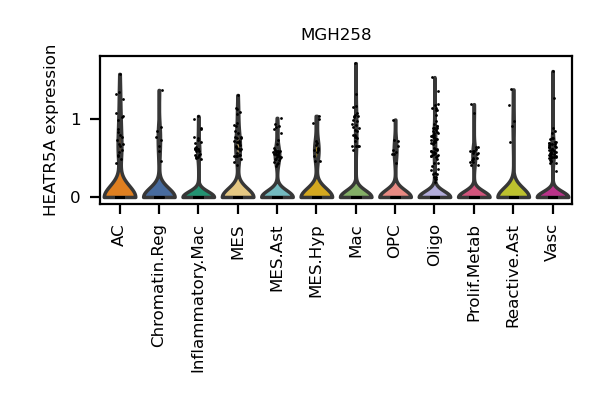 MGH258
HEATR5A expression
1
0
AC
Chromatin.Reg
Inflammatory.Mac
MES
MES.Ast
MES.Hyp
Mac
OPC
Oligo
Prolif.Metab
Reactive.Ast
Vasc